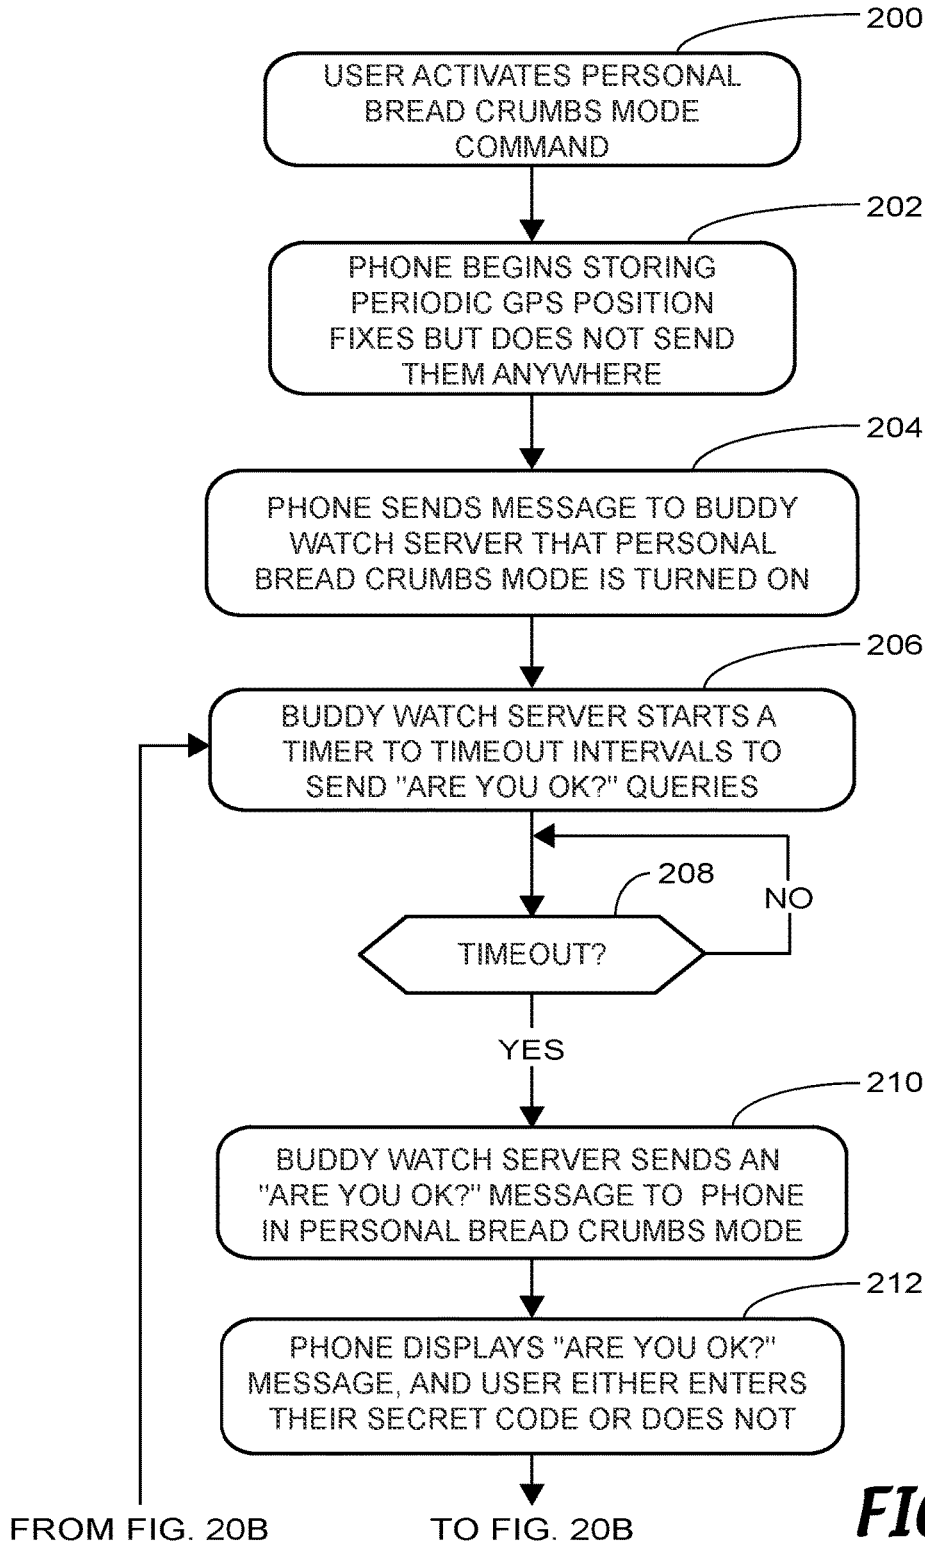 200
USER ACTIVATES PERSONAL
BREAD CRUMBS MODE
COMMAND
202
PHONE BEGINS STORING
PERIODIC GPS POSITION
FIXES BUT DOES NOT SEND
THEM ANYWHERE
204
PHONE SENDS MESSAGE TO BUDDY
WATCH SERVER THAT PERSONAL
BREAD CRUMBS MODE IS TURNED ON
206
BUDDY WATCH SERVER STARTS A
TIMER TO TIMEOUT INTERVALS TO
SEND "ARE YOU OK?" QUERIES
208
NO
TIMEOUT?
YES
210
BUDDY WATCH SERVER SENDS AN
"ARE YOU OK?" MESSAGE TO PHONE
IN PERSONAL BREAD CRUMBS MODE
212
PHONE DISPLAYS "ARE YOU OK?"
MESSAGE, AND USER EITHER ENTERS
THEIR SECRET CODE OR DOES NOT
FROM FIG. 20B
TO FIG. 20B